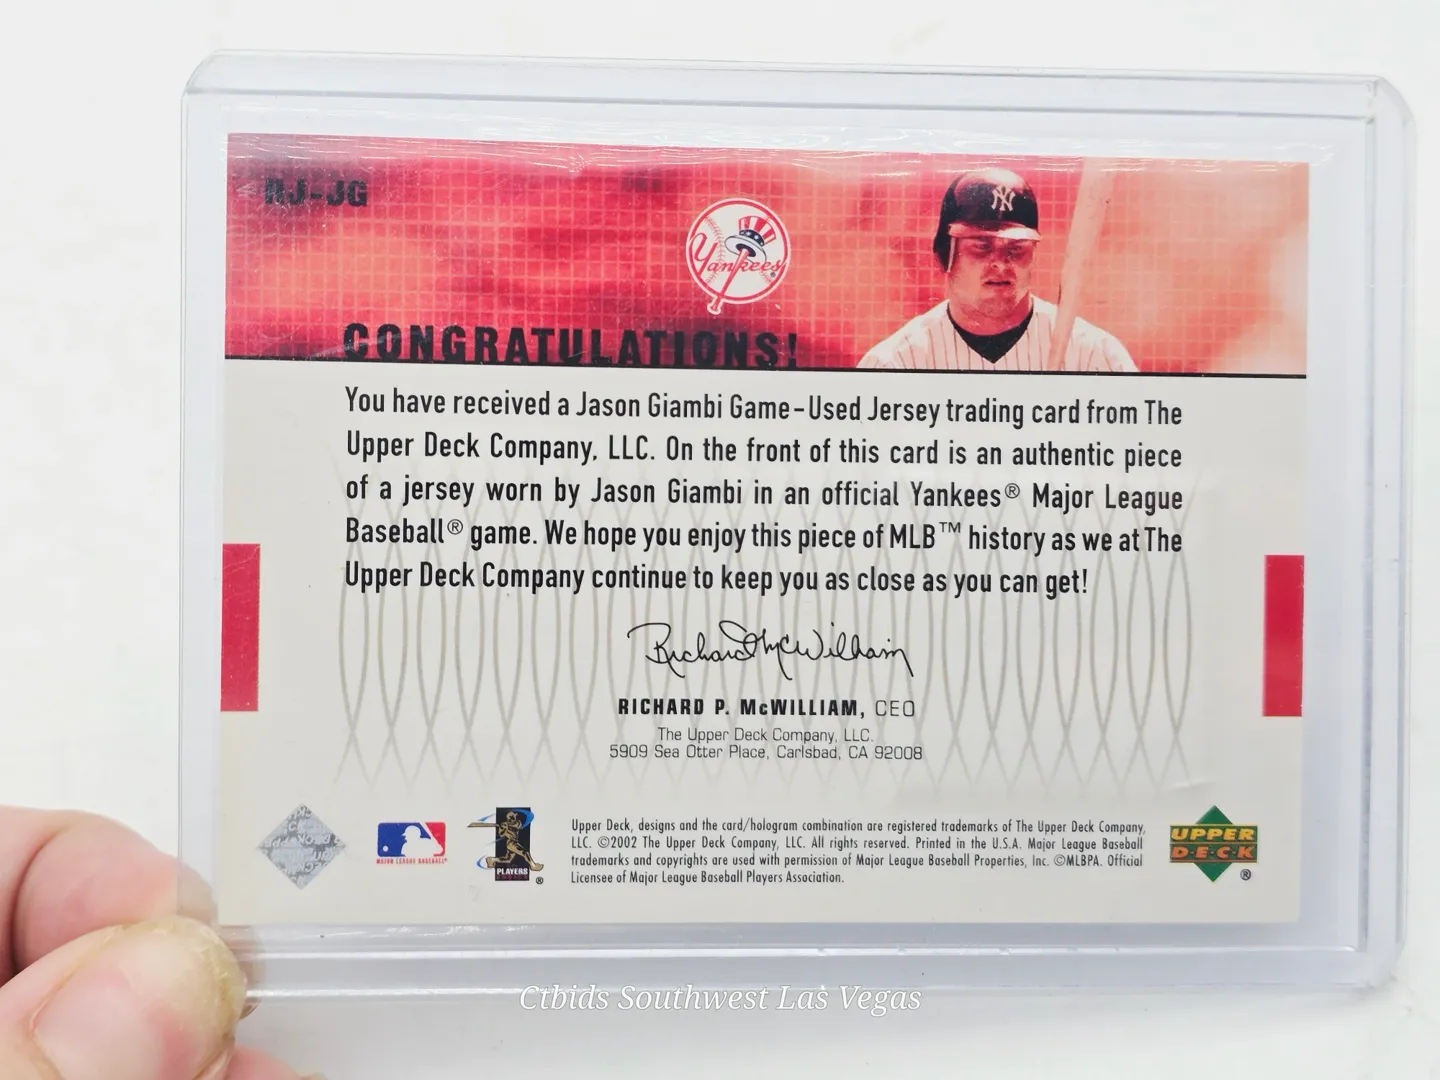 RJ-JG
NY
Yankees
CONGRATULATIONS!
You have received a Jason Giambi Game-Used Jersey trading card from The
Upper Deck Company, LLC. On the front of this card is an authentic piece
of a jersey worn by Jason Giambi in an official Yankees® Major League
Baseball® game. We hope you enjoy this piece of MLB™ history as we at The
Upper Deck Company continue to keep you as close as you can get!
Richard McWilliam
RICHARD P. McWILLIAM, CEO
The Upper Deck Company, LLC.
5909 Sea Otter Place, Carlsbad, CA 92008
MAJOR LEAGUE BASEBALL®
PLAYERS
CHOICE
®
Upper Deck, designs and the card/hologram combination are registered trademarks of The Upper Deck Company,
LLC. ©2002 The Upper Deck Company, LLC. All rights reserved. Printed in the U.S.A. Major League Baseball
trademarks and copyrights are used with permission of Major League Baseball Properties, Inc. ©MLBPA. Official
Licensee of Major League Baseball Players Association.
UPPER
DECK
®
Ctbids Southwest Las Vegas